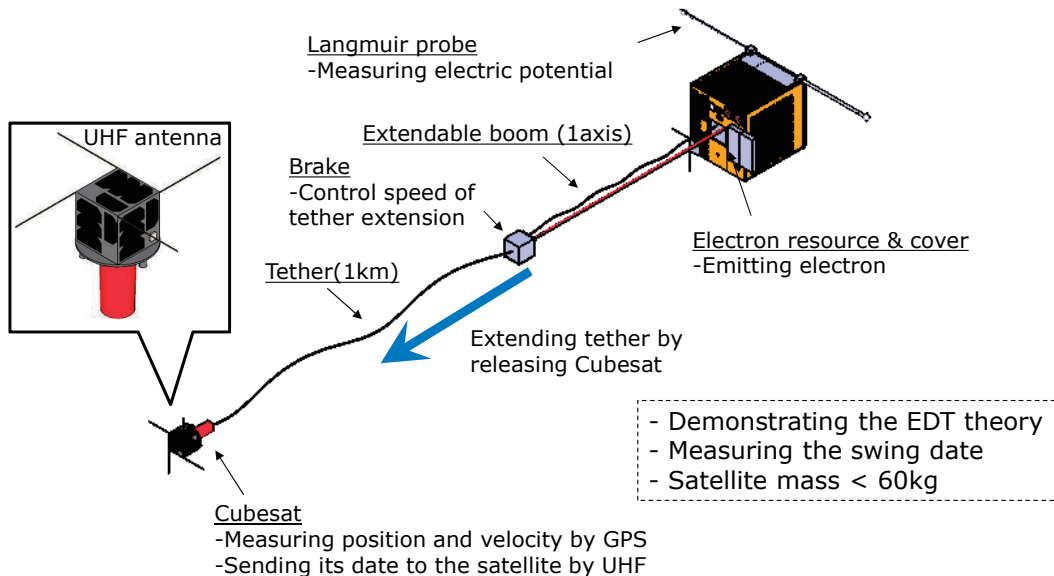 Langmuir probe
-Measuring electric potential
UHF antenna
Extendable boom (1axis)
Brake
-Control speed of
tether extension
Electron resource & cover
-Emitting electron
Tether(1km)
Extending tether by
releasing Cubesat
- Demonstrating the EDT theory
- Measuring the swing date
- Satellite mass < 60kg
Cubesat
-Measuring position and velocity by GPS
-Sending its date to the satellite by UHF